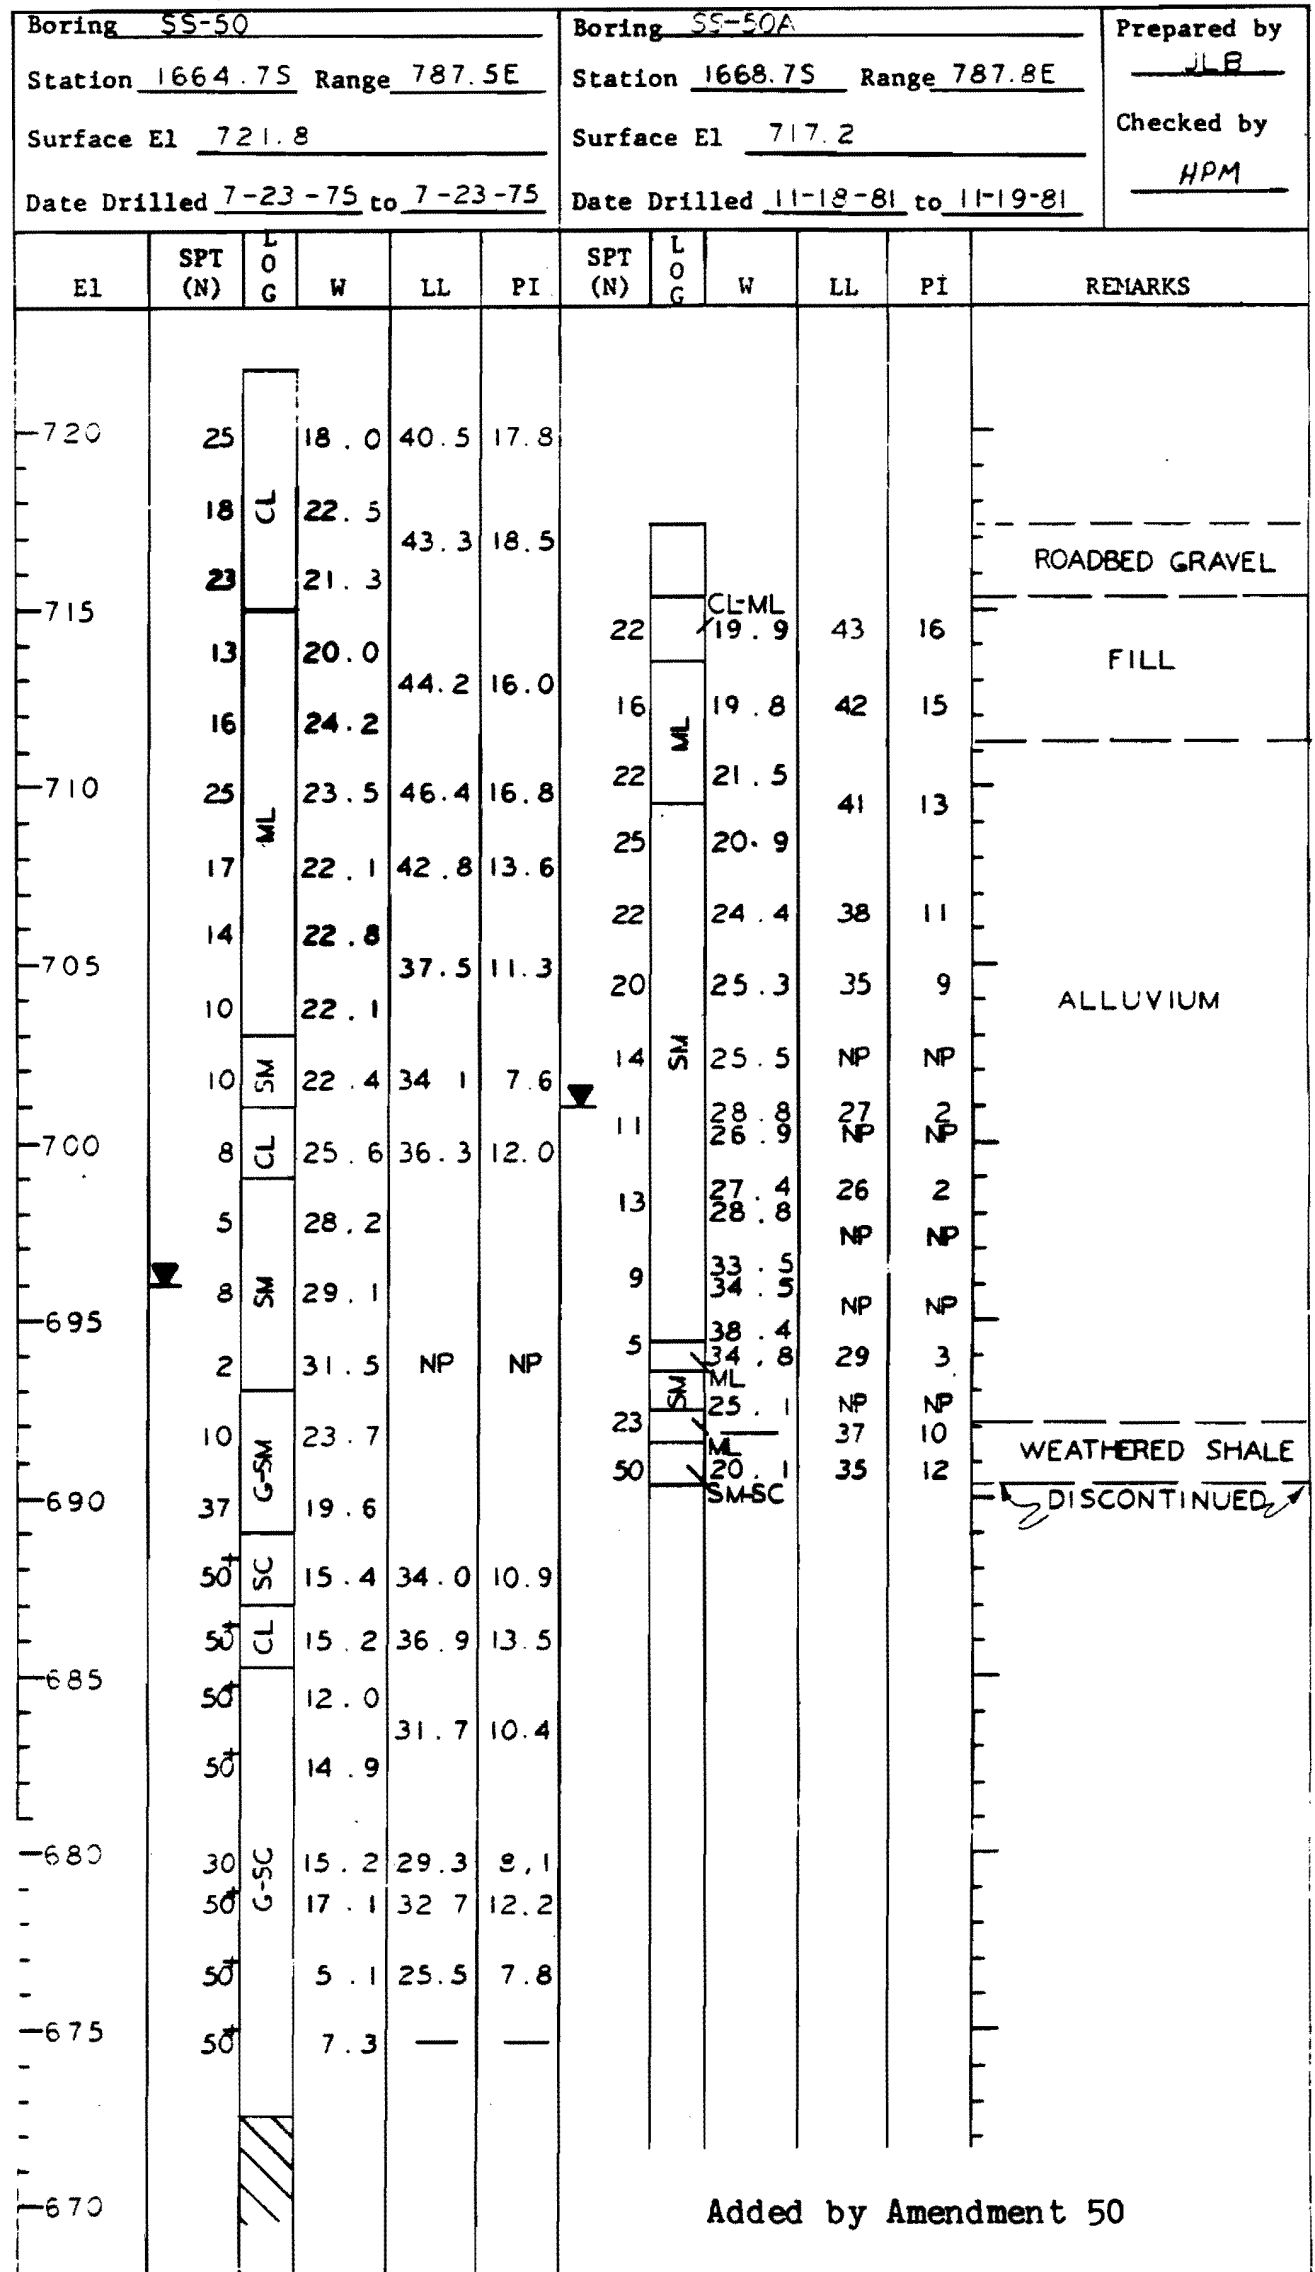 Boring SS-50 Boring SS-50A Prepared by
Station 1664.7S Range 787.5E Station 1668.7S Range 787.8E JLB
Surface El 721.8 Surface El 717.2 Checked by
HPM
Date Drilled 7-23-75 to 7-23-75 Date Drilled 11-18-81 to 11-19-81
El SPT (N) LOG W LL PI SPT (N) LOG W LL PI REMARKS
720 25 18.0 40.5 17.8
18 CL 22.5
43.3 18.5
23 21.3 ROADBED GRAVEL
715 CL-ML
13 20.0 22 19.9 43 16
FILL
44.2 16.0
16 24.2 16 ML 19.8 42 15
710 25 23.5 46.4 16.8 22 21.5
41 13
ML 25 20.9
17 22.1 42.8 13.6
14 22.8 22 24.4 38 11
705 37.5 11.3
20 25.3 35 9
10 22.1 ALLUVIUM
10 SM 22.4 34 1 7.6 14 SM 25.5 NP NP
28.8 27 2
11 26.9 NP NP
700 8 CL 25.6 36.3 12.0
27.4 26 2
13 28.8
5 28.2 NP NP
33.5
9 34.5
8 SM 29.1 NP NP
695 38.4
5 34.8 29 3
2 31.5 NP NP ML
SM 25.1 NP NP
10 23.7 23 37 10
ML WEATHERED SHALE
G-SM 50 20.1 35 12
690 37 19.6 SM-SC DISCONTINUED
50+ SC 15.4 34.0 10.9
50+ CL 15.2 36.9 13.5
685 50+ 12.0
31.7 10.4
50+ 14.9
680 30 15.2 29.3 8,1
G-SC
50+ 17.1 32 7 12.2
50+ 5.1 25.5 7.8
675 50+ 7.3 — —
670 Added by Amendment 50